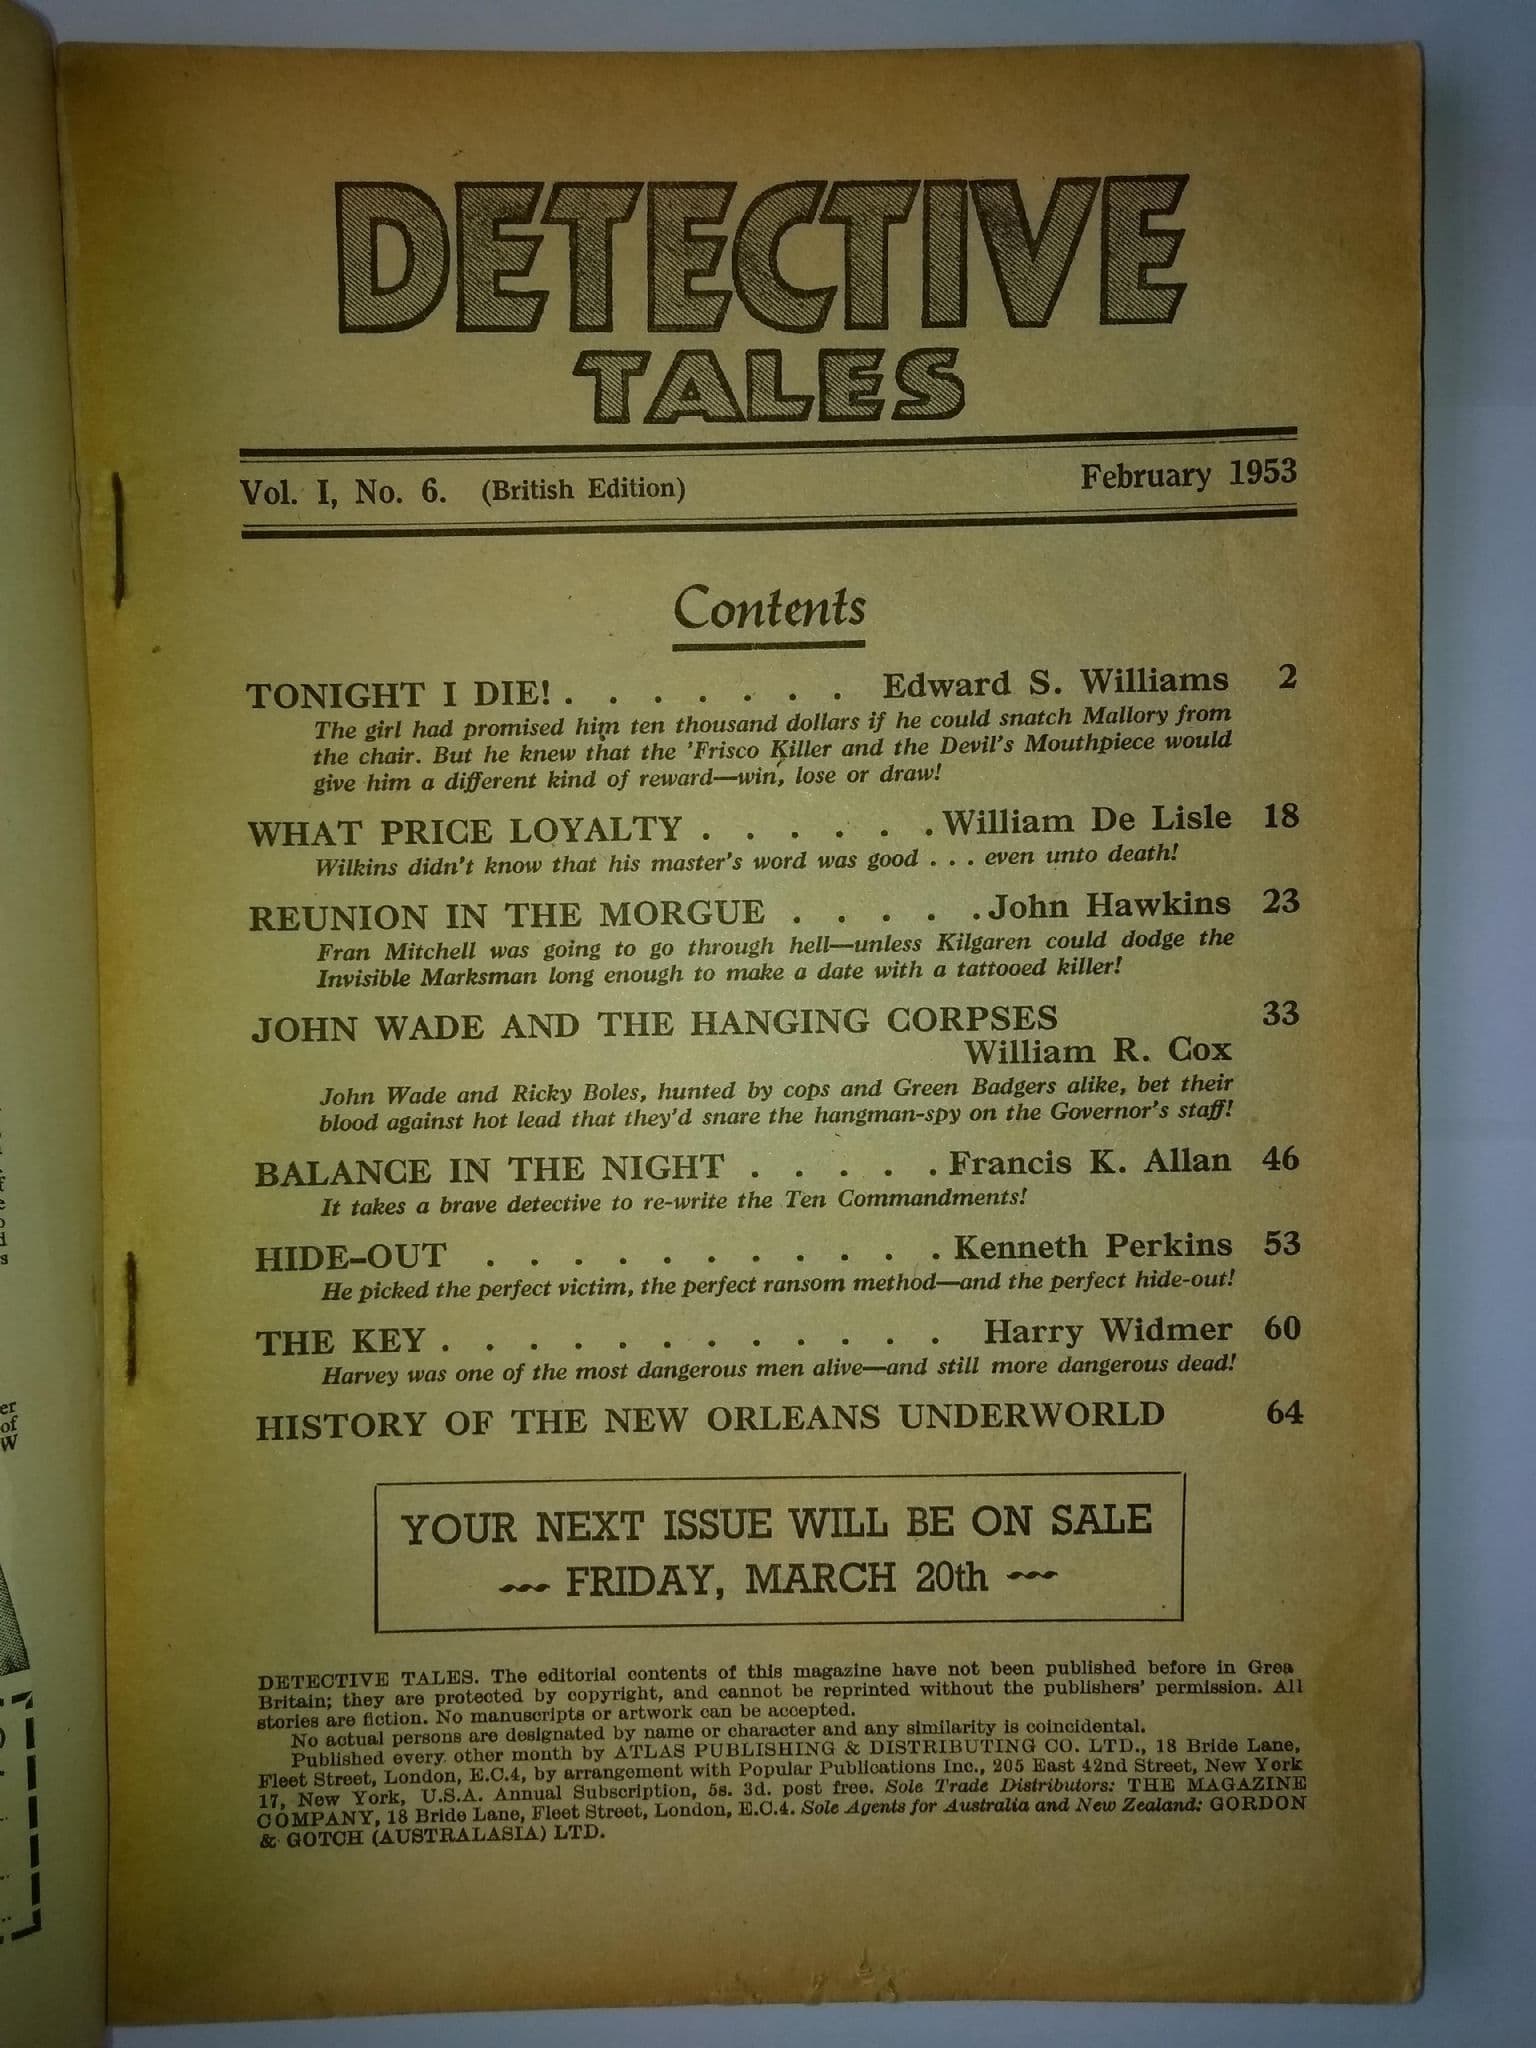 DETECTIVE
TALES
Vol. I, No. 6. (British Edition) February 1953
Contents
TONIGHT I DIE! . . . . . . . Edward S. Williams 2
The girl had promised him ten thousand dollars if he could snatch Mallory from
the chair. But he knew that the 'Frisco Killer and the Devil's Mouthpiece would
give him a different kind of reward—win, lose or draw!
WHAT PRICE LOYALTY . . . . . . William De Lisle 18
Wilkins didn't know that his master's word was good . . . even unto death!
REUNION IN THE MORGUE . . . . . John Hawkins 23
Fran Mitchell was going to go through hell—unless Kilgaren could dodge the
Invisible Marksman long enough to make a date with a tattooed killer!
JOHN WADE AND THE HANGING CORPSES 33
William R. Cox
John Wade and Ricky Boles, hunted by cops and Green Badgers alike, bet their
blood against hot lead that they'd snare the hangman-spy on the Governor's staff!
BALANCE IN THE NIGHT . . . . . Francis K. Allan 46
It takes a brave detective to re-write the Ten Commandments!
HIDE-OUT . . . . . . . . . . . Kenneth Perkins 53
He picked the perfect victim, the perfect ransom method—and the perfect hide-out!
THE KEY . . . . . . . . . . . . Harry Widmer 60
Harvey was one of the most dangerous men alive—and still more dangerous dead!
HISTORY OF THE NEW ORLEANS UNDERWORLD 64
YOUR NEXT ISSUE WILL BE ON SALE
FRIDAY, MARCH 20th
DETECTIVE TALES. The editorial contents of this magazine have not been published before in Grea
Britain; they are protected by copyright, and cannot be reprinted without the publishers' permission. All
stories are fiction. No manuscripts or artwork can be accepted.
No actual persons are designated by name or character and any similarity is coincidental.
Published every other month by ATLAS PUBLISHING & DISTRIBUTING CO. LTD., 18 Bride Lane,
Fleet Street, London, E.C.4, by arrangement with Popular Publications Inc., 205 East 42nd Street, New York
17, New York, U.S.A. Annual Subscription, 5s. 3d. post free. Sole Trade Distributors: THE MAGAZINE
COMPANY, 18 Bride Lane, Fleet Street, London, E.C.4. Sole Agents for Australia and New Zealand: GORDON
& GOTCH (AUSTRALASIA) LTD.